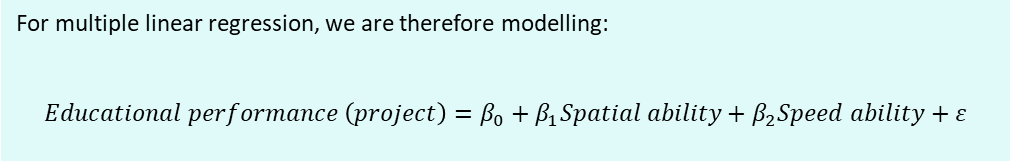 For multiple linear regression, we are therefore modelling:
Educational performance (project) = β₀ + β₁Spatial ability + β₂Speed ability + ε